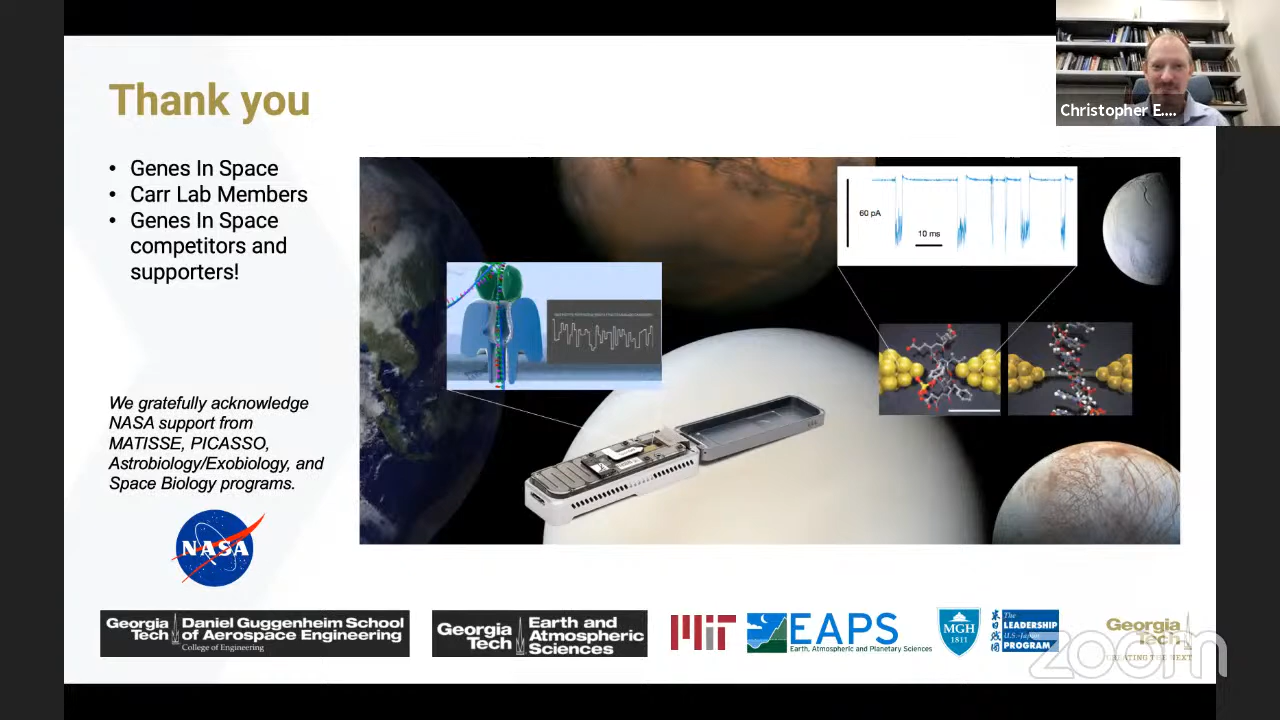 Thank you
• Genes In Space
• Carr Lab Members
• Genes In Space
competitors and
supporters!
We gratefully acknowledge
NASA support from
MATISSE, PICASSO,
Astrobiology/Exobiology, and
Space Biology programs.
NASA
60 pA
10 ms
Christopher E....
Georgia
Tech
Daniel Guggenheim School
of Aerospace Engineering
College of Engineering
Georgia
Tech
Earth and
Atmospheric
Sciences
MIT
EAPS
Earth, Atmospheric and Planetary Sciences
MGH
1811
The
LEADERSHIP
U.S.-Japan
PROGRAM
Georgia
Tech
CREATING THE NEXT
zoom